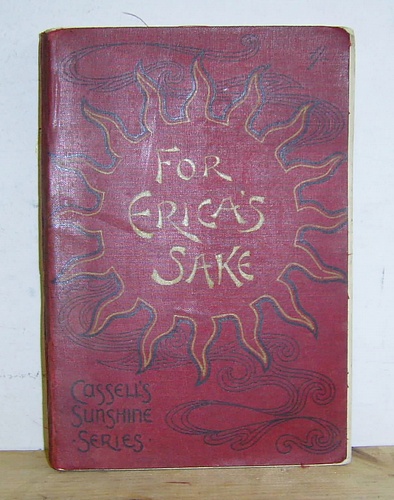 FOR
ERICA'S
SAKE
CASSELL'S
SUNSHINE
SERIES.